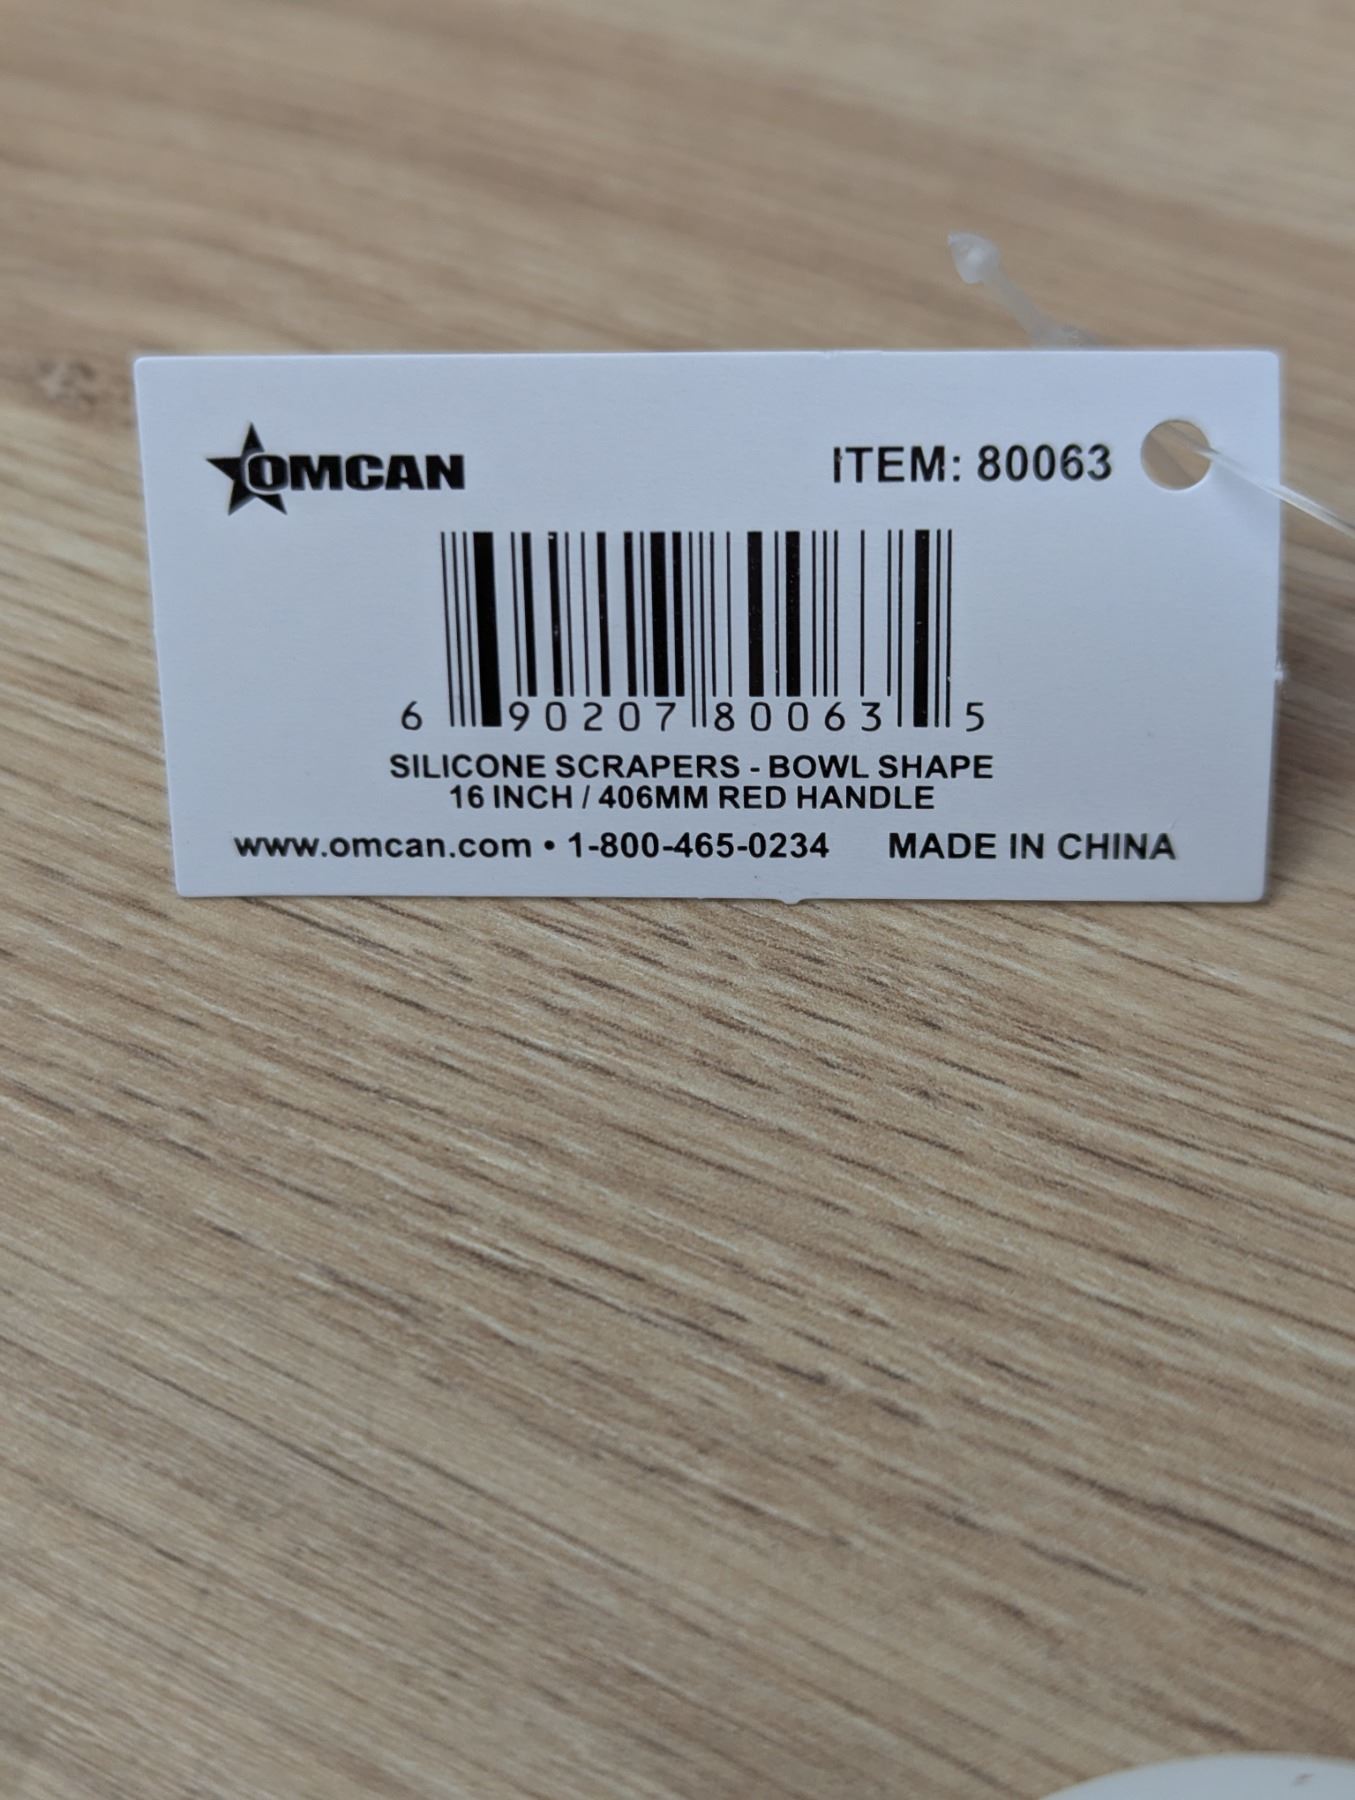 OMCAN ITEM: 80063
6 90207 80063 5
SILICONE SCRAPERS - BOWL SHAPE
16 INCH / 406MM RED HANDLE
www.omcan.com • 1-800-465-0234 MADE IN CHINA